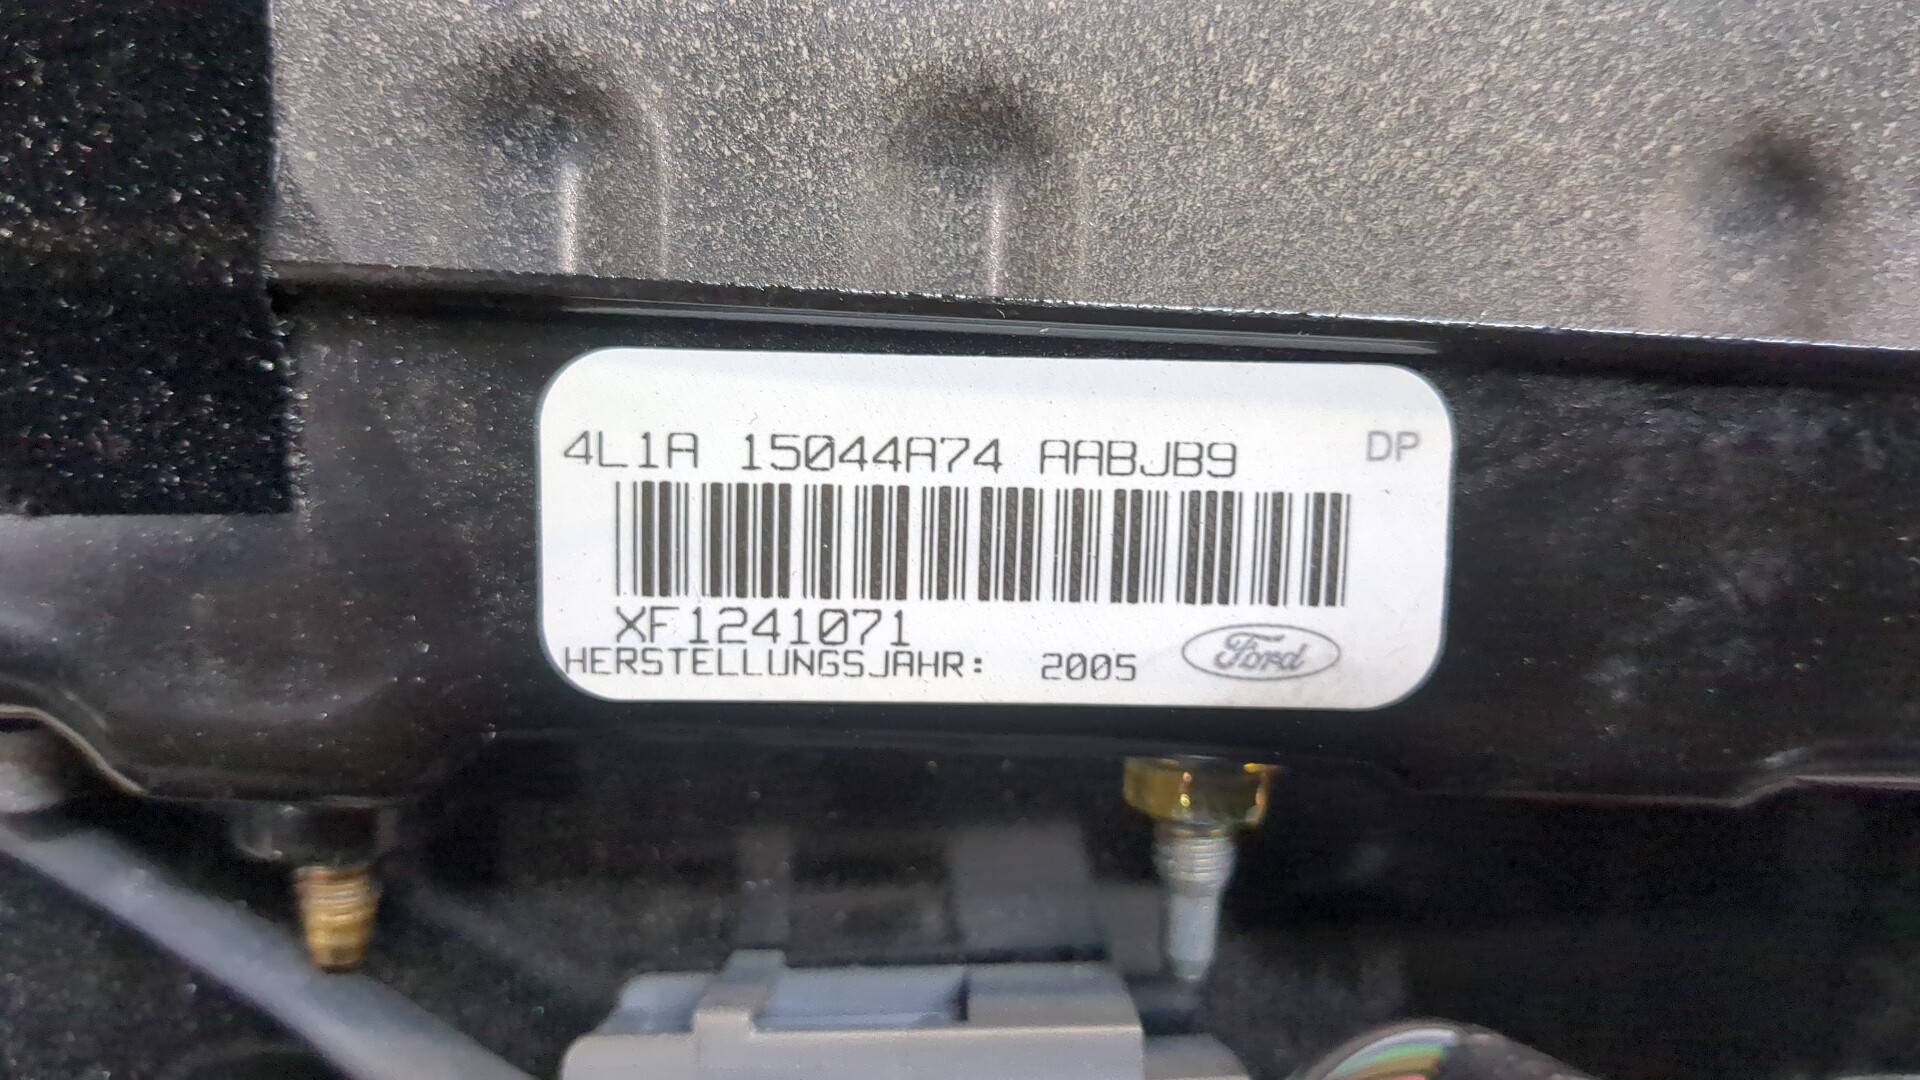 4L1A 15044A74 AABJB9 DP
XF1241071
HERSTELLUNGSJAHR: 2005
Ford